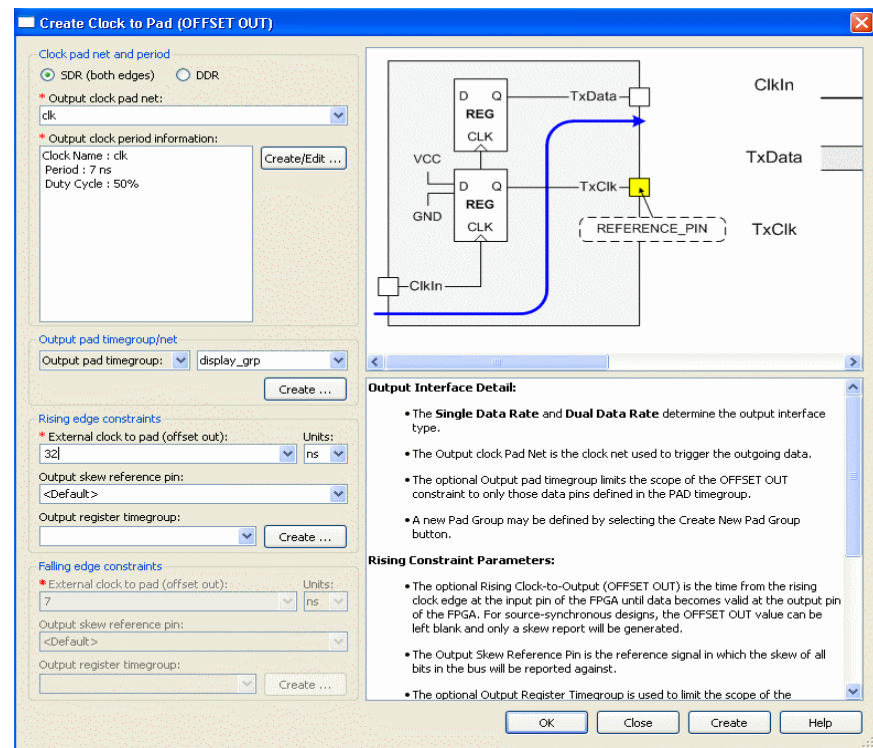 Create Clock to Pad (OFFSET OUT)
Clock pad net and period
SDR (both edges) DDR
* Output clock pad net:
clk
* Output clock period information:
Clock Name : clk
Period : 7 ns
Duty Cycle : 50%
Create/Edit ...
Output pad timegroup/net
Output pad timegroup: display_grp
Create ...
Rising edge constraints
* External clock to pad (offset out): Units:
32 ns
Output skew reference pin:
<Default>
Output register timegroup:
Create ...
Falling edge constraints
* External clock to pad (offset out): Units:
7 ns
Output skew reference pin:
<Default>
Output register timegroup:
Create ...
D Q
REG
CLK
TxData
VCC
GND
D Q
REG
CLK
TxClk
REFERENCE_PIN
ClkIn
ClkIn
TxData
TxClk
Output Interface Detail:
• The Single Data Rate and Dual Data Rate determine the output interface
type.
• The Output clock Pad Net is the clock net used to trigger the outgoing data.
• The optional Output pad timegroup limits the scope of the OFFSET OUT
constraint to only those data pins defined in the PAD timegroup.
• A new Pad Group may be defined by selecting the Create New Pad Group
button.
Rising Constraint Parameters:
• The optional Rising Clock-to-Output (OFFSET OUT) is the time from the rising
clock edge at the input pin of the FPGA until data becomes valid at the output pin
of the FPGA. For source-synchronous designs, the OFFSET OUT value can be
left blank and only a skew report will be generated.
• The Output Skew Reference Pin is the reference signal in which the skew of all
bits in the bus will be reported against.
• The optional Output Register Timegroup is used to limit the scope of the
OK Close Create Help